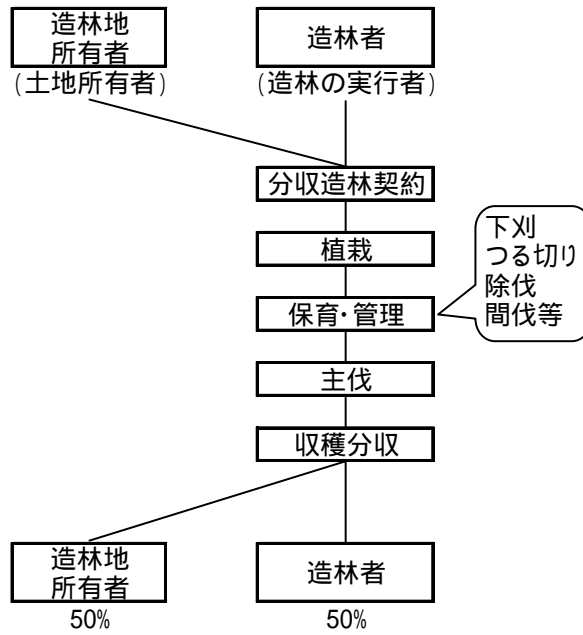 造林地
所有者
(土地所有者)
造林者
(造林の実行者)
分収造林契約
植栽
保育・管理
下刈
つる切り
除伐
間伐等
主伐
収穫分収
造林地
所有者
50%
造林者
50%